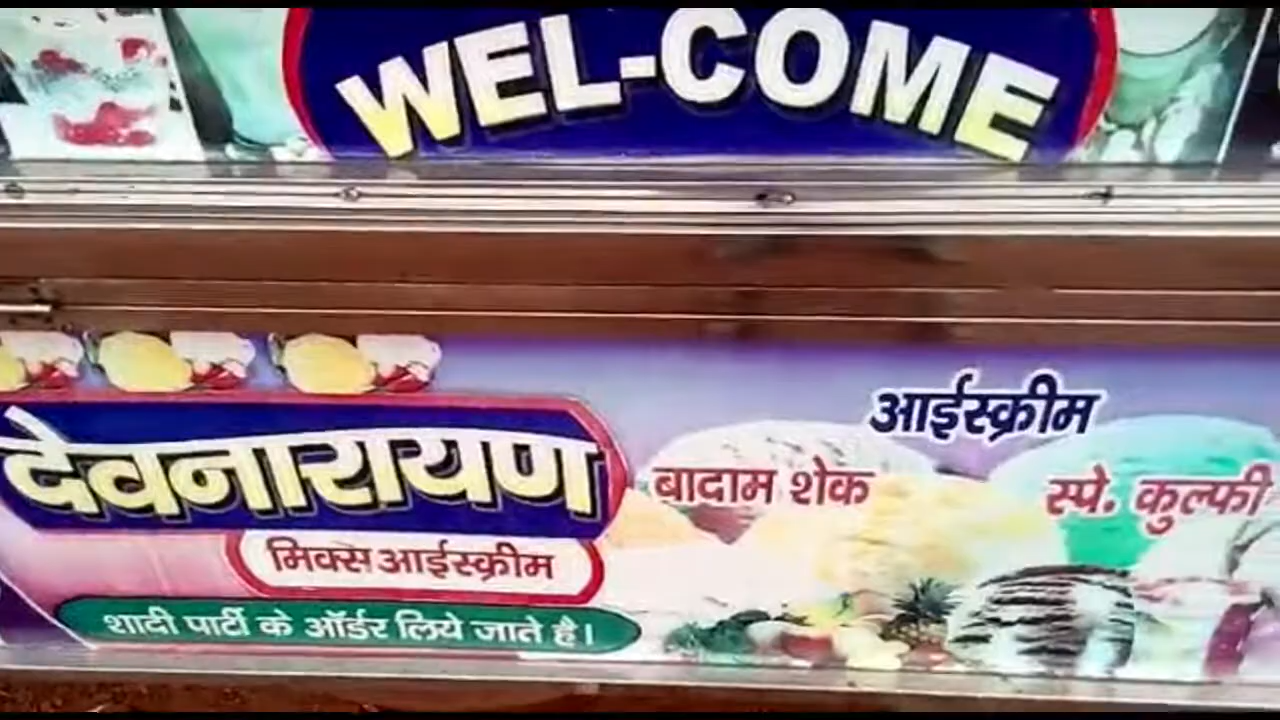 WEL-COME
आईस्क्रीम
देवनारायण
बादाम शेक
स्पे. कुल्फी
मिक्स आईस्क्रीम
शादी पार्टी के ऑर्डर लिये जाते है।